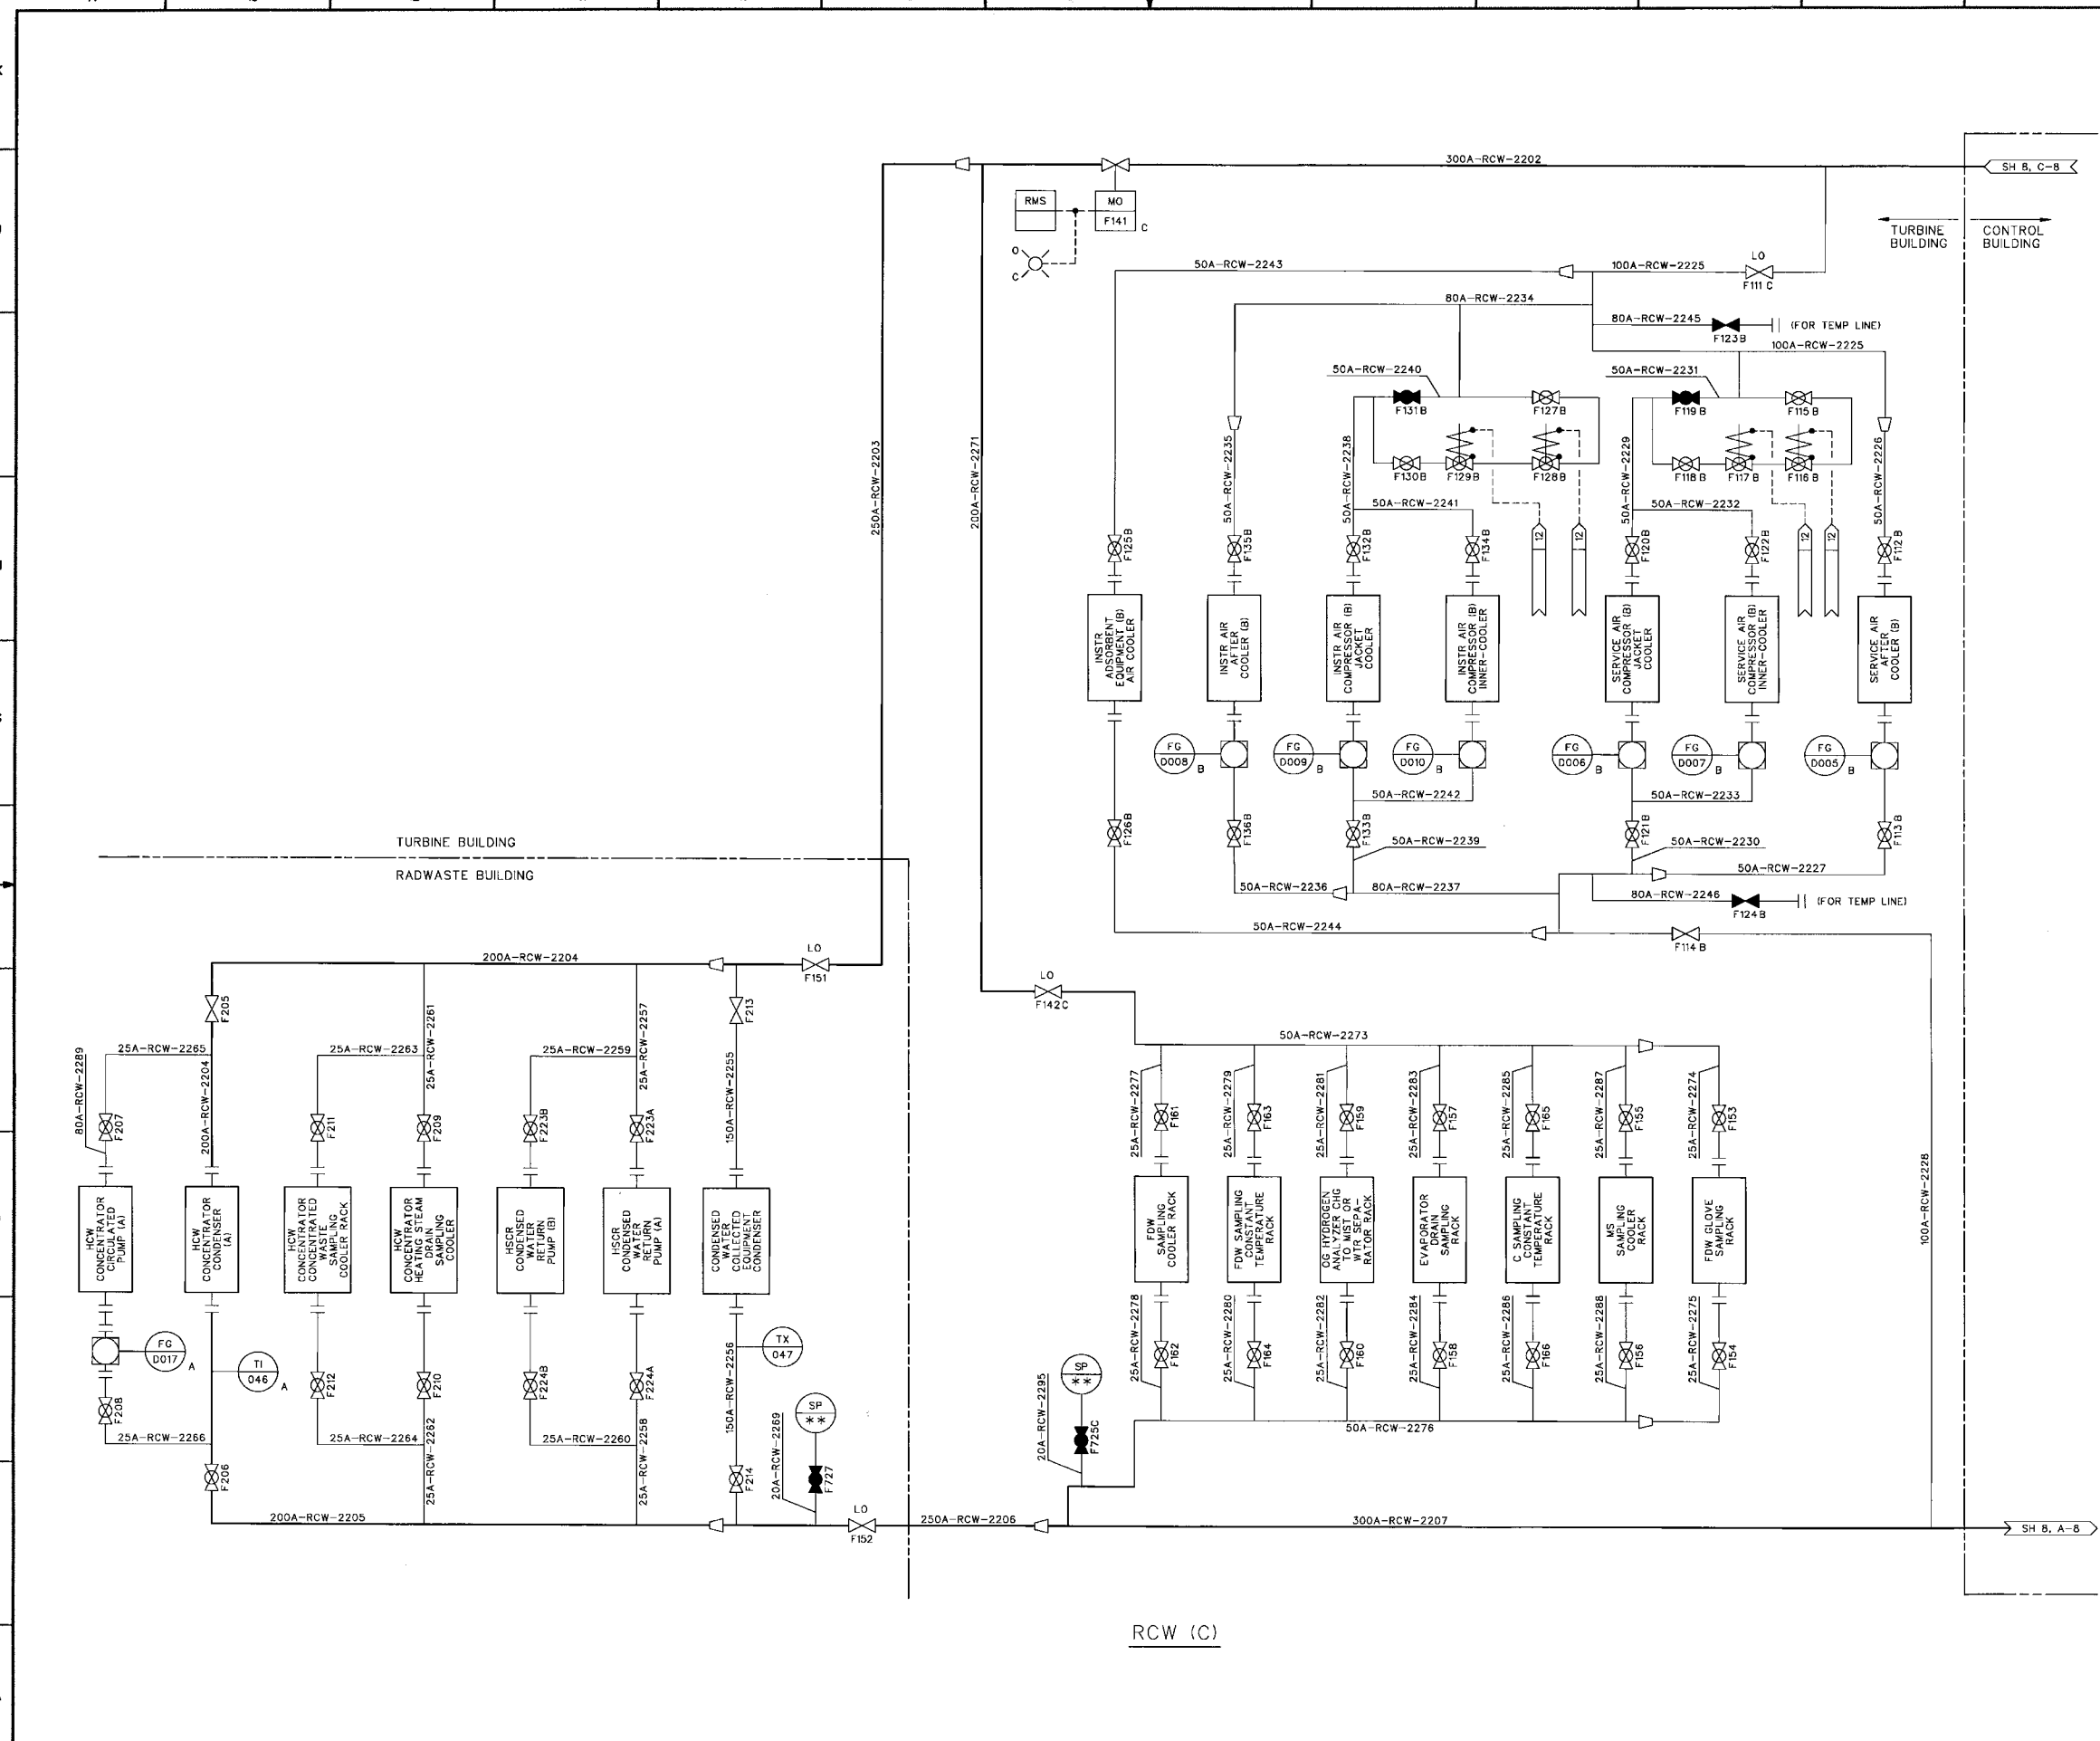 300A-RCW-2202
SH 8, C-8
RMS
MO
F141
C
O
C
TURBINE
BUILDING
CONTROL
BUILDING
50A-RCW-2243
100A-RCW-2225
LO
F111 C
80A-RCW-2234
80A-RCW-2245
(FOR TEMP LINE)
F123B
100A-RCW-2225
50A-RCW-2240
F131B
F127B
50A-RCW-2231
F119B
F115B
250A-RCW-2203
200A-RCW-2271
50A-RCW-2235
50A-RCW-2238
F130B
F129B
F128B
50A-RCW-2229
F118B
F117B
F116B
50A-RCW-2226
50A-RCW-2241
50A-RCW-2232
F125B
F135B
F132B
F134B
12
12
F120B
F122B
12
12
F112B
INSTR
ADSORBENT
EQUIPMENT (B)
AIR COOLER
INSTR AIR
AFTER
COOLER (B)
INSTR AIR
COMPRESSOR (B)
JACKET
COOLER
INSTR AIR
COMPRESSOR (B)
INNER-COOLER
SERVICE AIR
COMPRESSOR (B)
JACKET
COOLER
SERVICE AIR
COMPRESSOR (B)
INNER-COOLER
SERVICE AIR
AFTER
COOLER (B)
FG
D008
B
FG
D009
B
FG
D010
B
FG
D006
B
FG
D007
B
FG
D005
B
50A-RCW-2242
50A-RCW-2233
F126B
F136B
F133B
F121B
F113B
50A-RCW-2239
50A-RCW-2230
50A-RCW-2227
50A-RCW-2236
80A-RCW-2237
80A-RCW-2246
(FOR TEMP LINE)
F124B
50A-RCW-2244
F114B
TURBINE BUILDING
RADWASTE BUILDING
200A-RCW-2204
LO
F151
LO
F142C
F205
F213
25A-RCW-2261
25A-RCW-2257
80A-RCW-2289
25A-RCW-2265
200A-RCW-2204
25A-RCW-2263
25A-RCW-2259
150A-RCW-2255
F207
F211
F209
F223B
F223A
HCW
CONCENTRATOR
CIRCULATED
PUMP (A)
HCW
CONCENTRATOR
CONDENSER
(A)
HCW
CONCENTRATOR
CONCENTRATED
WASTE
SAMPLING
COOLER RACK
HCW
CONCENTRATOR
HEATING STEAM
DRAIN
SAMPLING
COOLER
HSCR
CONDENSED
WATER
RETURN
PUMP (B)
HSCR
CONDENSED
WATER
RETURN
PUMP (A)
CONDENSED
WATER
COLLECTED
EQUIPMENT
CONDENSER
FG
D017
A
TI
046
A
TX
047
F208
F212
F210
F224B
F224A
150A-RCW-2256
25A-RCW-2266
25A-RCW-2264
25A-RCW-2262
25A-RCW-2260
25A-RCW-2258
F206
F214
20A-RCW-2269
SP
**
F727
200A-RCW-2205
LO
F152
250A-RCW-2206
50A-RCW-2273
25A-RCW-2277
25A-RCW-2279
25A-RCW-2281
25A-RCW-2283
25A-RCW-2285
25A-RCW-2287
25A-RCW-2274
F161
F163
F159
F157
F165
F155
F153
100A-RCW-2228
FDW
SAMPLING
COOLER RACK
FDW SAMPLING
CONSTANT
TEMPERATURE
RACK
OG HYDROGEN
ANALYZER CHG
TO MIST OR
WTR SEPA-
RATOR RACK
EVAPORATOR
DRAIN
SAMPLING
RACK
C SAMPLING
CONSTANT
TEMPERATURE
RACK
MS
SAMPLING
COOLER
RACK
FDW GLOVE
SAMPLING
RACK
25A-RCW-2278
25A-RCW-2280
25A-RCW-2282
25A-RCW-2284
25A-RCW-2286
25A-RCW-2288
25A-RCW-2275
F162
F164
F160
F158
F166
F156
F154
20A-RCW-2295
SP
**
F725C
50A-RCW-2276
300A-RCW-2207
SH 8, A-8
RCW (C)